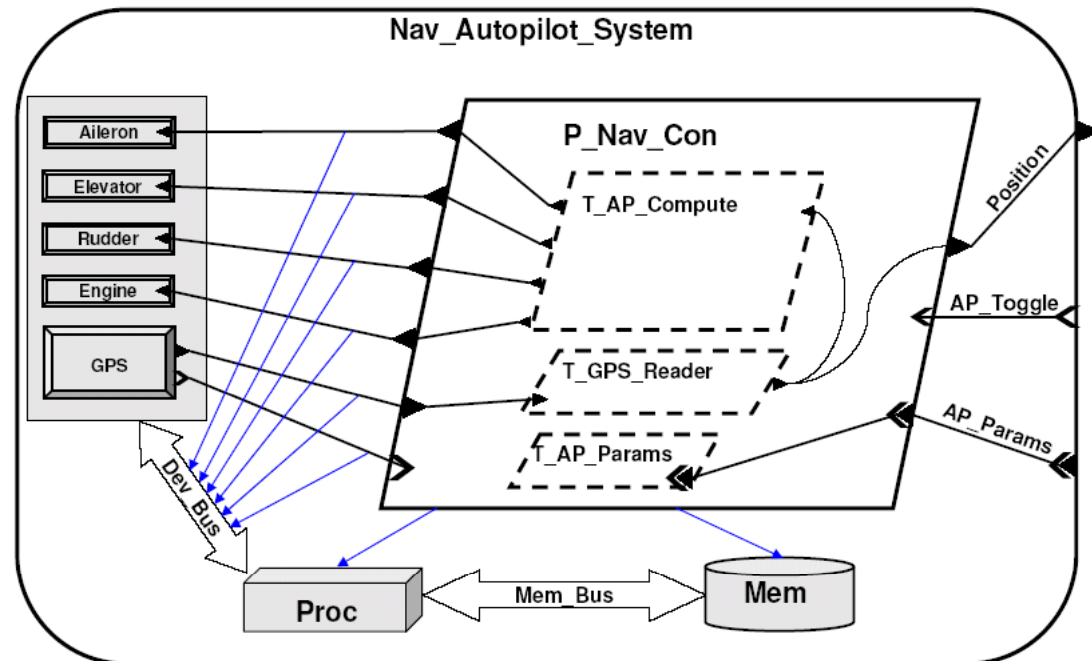 Nav_Autopilot_System
Aileron
Elevator
Rudder
Engine
GPS
P_Nav_Con
T_AP_Compute
T_GPS_Reader
T_AP_Params
Position
AP_Toggle
AP_Params
Dev_Bus
Proc
Mem_Bus
Mem